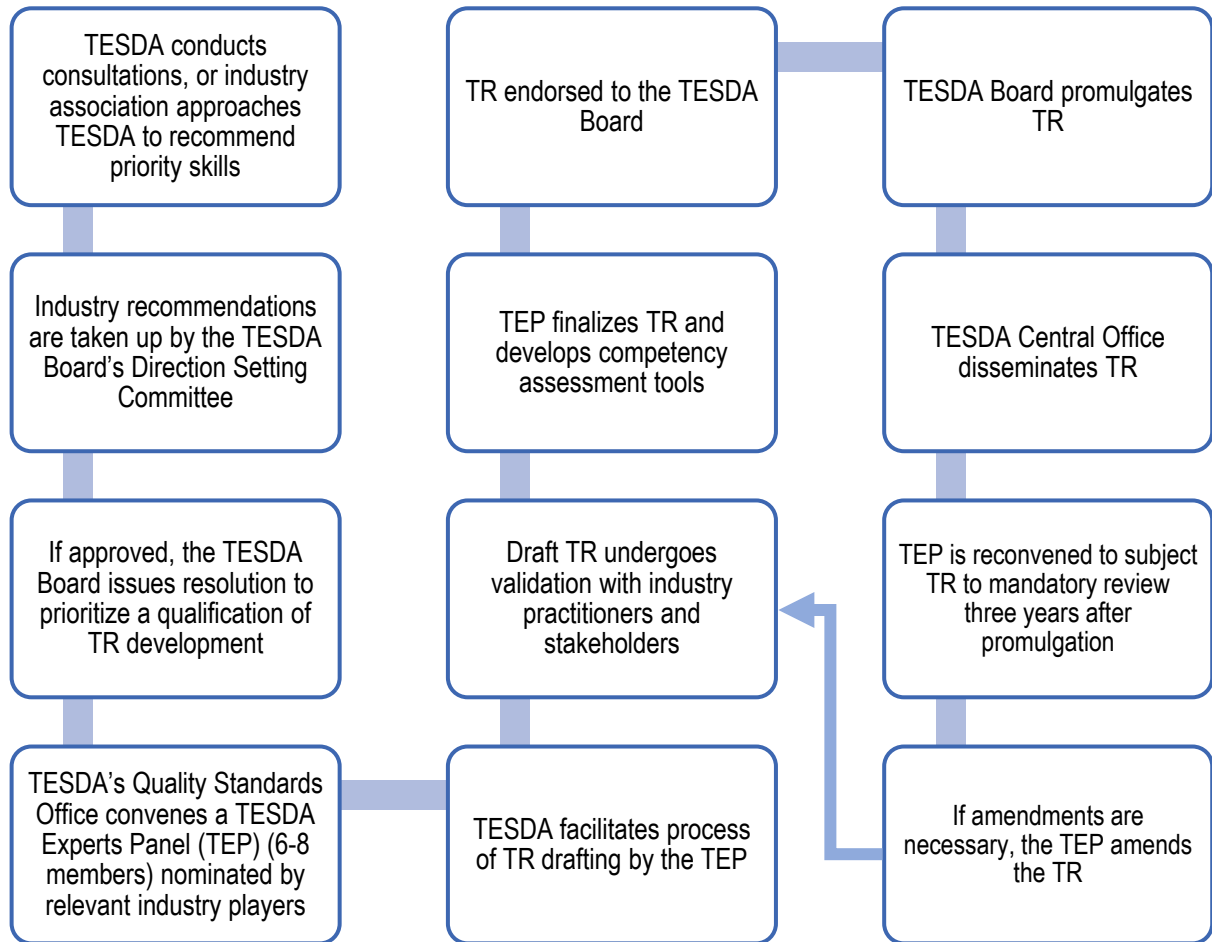 TESDA conducts
consultations, or industry
association approaches
TESDA to recommend
priority skills
Industry recommendations
are taken up by the TESDA
Board’s Direction Setting
Committee
If approved, the TESDA
Board issues resolution to
prioritize a qualification of
TR development
TESDA’s Quality Standards
Office convenes a TESDA
Experts Panel (TEP) (6-8
members) nominated by
relevant industry players
TESDA facilitates process
of TR drafting by the TEP
Draft TR undergoes
validation with industry
practitioners and
stakeholders
TEP finalizes TR and
develops competency
assessment tools
TR endorsed to the TESDA
Board
TESDA Board promulgates
TR
TESDA Central Office
disseminates TR
TEP is reconvened to subject
TR to mandatory review
three years after
promulgation
If amendments are
necessary, the TEP amends
the TR